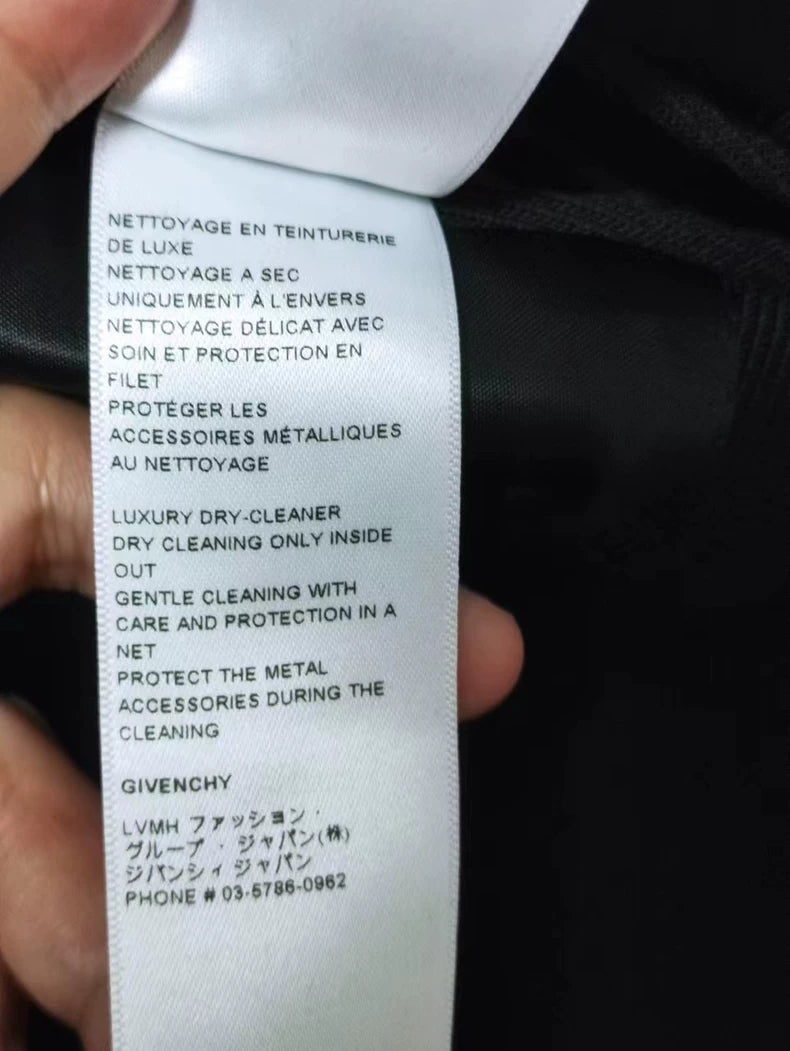 NETTOYAGE EN TEINTURERIE
DE LUXE
NETTOYAGE A SEC
UNIQUEMENT À L'ENVERS
NETTOYAGE DÉLICAT AVEC
SOIN ET PROTECTION EN
FILET
PROTÉGER LES
ACCESSOIRES MÉTALLIQUES
AU NETTOYAGE
LUXURY DRY-CLEANER
DRY CLEANING ONLY INSIDE
OUT
GENTLE CLEANING WITH
CARE AND PROTECTION IN A
NET
PROTECT THE METAL
ACCESSORIES DURING THE
CLEANING
GIVENCHY
LVMH ファッション・
グループ・ジャパン(株)
ジバンシィ ジャパン
PHONE # 03-5786-0962